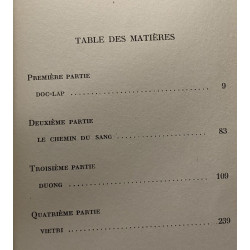 TABLE DES MATIÈRES
PREMIÈRE PARTIE
DOC-LAP . . . . . . . . . . . . . . . . . . . . 9
DEUXIÈME PARTIE
LE CHEMIN DU SANG . . . . . . . . . . . . 83
TROISIÈME PARTIE
DUONG . . . . . . . . . . . . . . . . . . . . 109
QUATRIÈME PARTIE
VIETRI . . . . . . . . . . . . . . . . . . . . 239